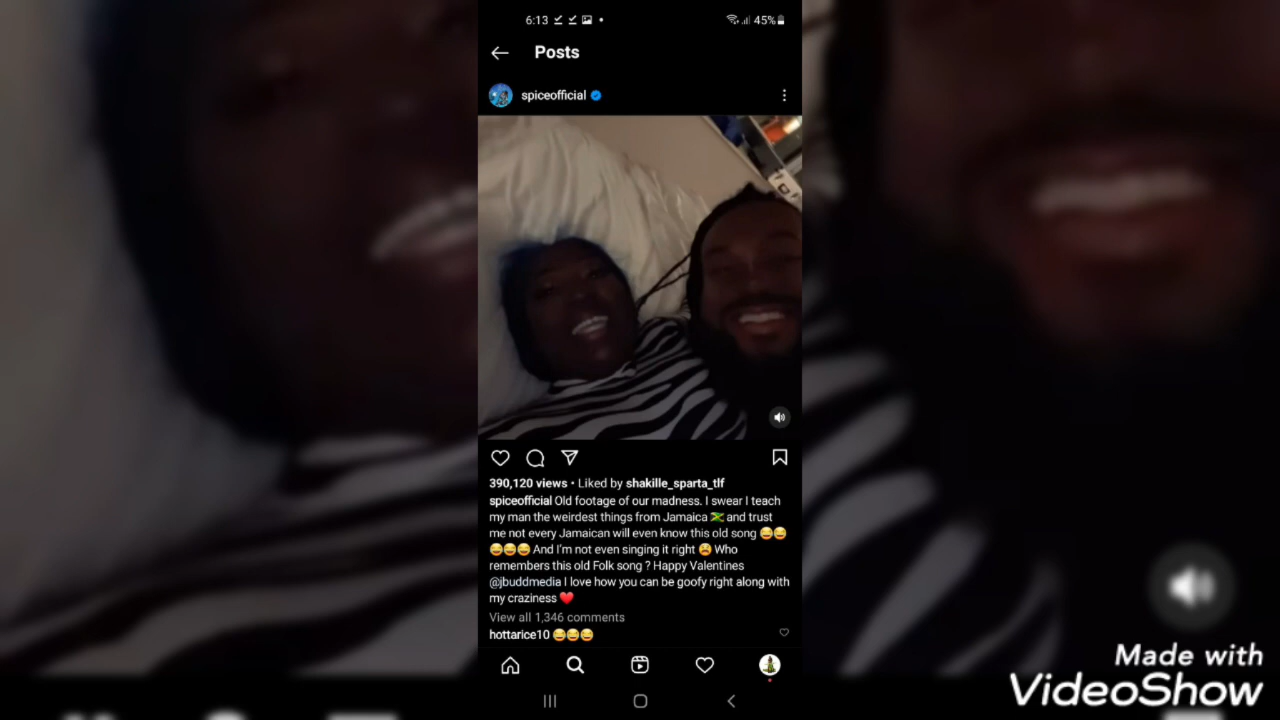 6:13
45%
Posts
spiceofficial
390,120 views • Liked by shakille_sparta_tlf
spiceofficial Old footage of our madness. I swear I teach
my man the weirdest things from Jamaica 🇯🇲 and trust
me not every Jamaican will even know this old song 😂😂
😂😂😂 And I'm not even singing it right 😫 Who
remembers this old Folk song ? Happy Valentines
@jbuddmedia I love how you can be goofy right along with
my craziness ❤️
View all 1,346 comments
hottarice10 😂😂😂
Made with
VideoShow